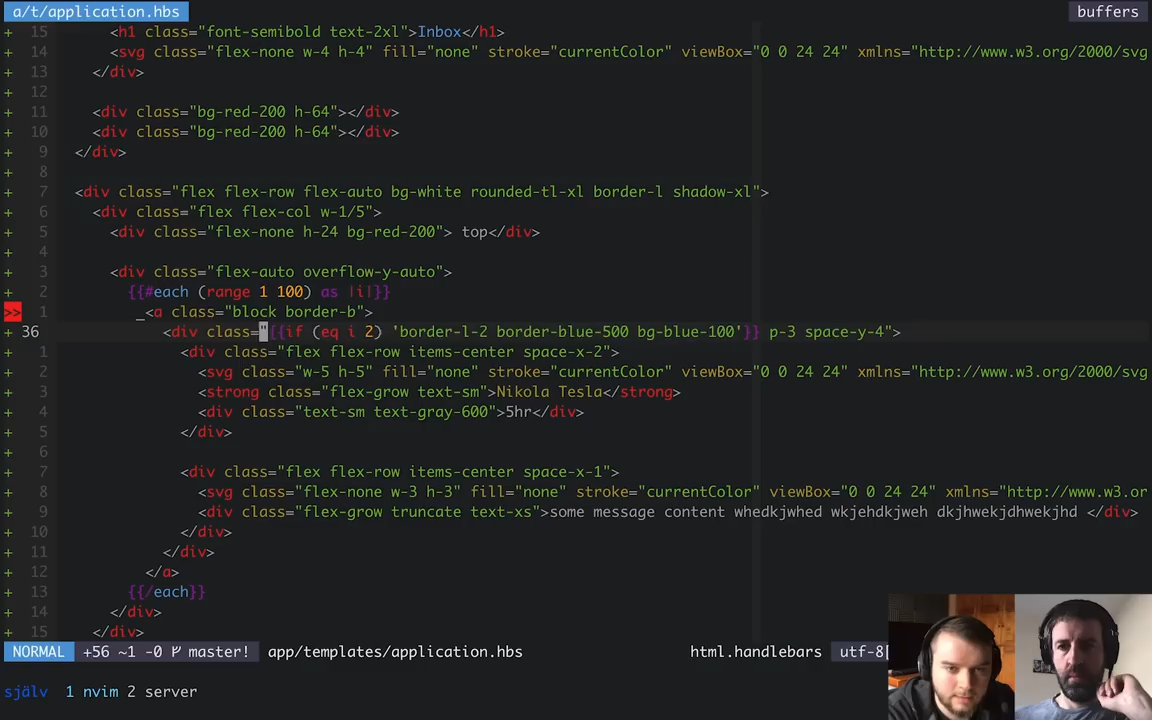 a/t/application.hbs buffers
+ 15 <h1 class="font-semibold text-2xl">Inbox</h1>
+ 14 <svg class="flex-none w-4 h-4" fill="none" stroke="currentColor" viewBox="0 0 24 24" xmlns="http://www.w3.org/2000/svg
+ 13 </div>
+ 12
+ 11 <div class="bg-red-200 h-64"></div>
+ 10 <div class="bg-red-200 h-64"></div>
+ 9 </div>
+ 8
+ 7 <div class="flex flex-row flex-auto bg-white rounded-tl-xl border-l shadow-xl">
+ 6 <div class="flex flex-col w-1/5">
+ 5 <div class="flex-none h-24 bg-red-200"> top</div>
+ 4
+ 3 <div class="flex-auto overflow-y-auto">
+ 2 {{#each (range 1 100) as |i|}}
>> 1 _<a class="block border-b">
+ 36 <div class="{{if (eq i 2) 'border-l-2 border-blue-500 bg-blue-100'}} p-3 space-y-4">
+ 1 <div class="flex flex-row items-center space-x-2">
+ 2 <svg class="w-5 h-5" fill="none" stroke="currentColor" viewBox="0 0 24 24" xmlns="http://www.w3.org/2000/svg
+ 3 <strong class="flex-grow text-sm">Nikola Tesla</strong>
+ 4 <div class="text-sm text-gray-600">5hr</div>
+ 5 </div>
+ 6
+ 7 <div class="flex flex-row items-center space-x-1">
+ 8 <svg class="flex-none w-3 h-3" fill="none" stroke="currentColor" viewBox="0 0 24 24" xmlns="http://www.w3.or
+ 9 <div class="flex-grow truncate text-xs">some message content whedkjwhed wkjehdkjweh dkjhwekjdhwekjhd </div>
+ 10 </div>
+ 11 </div>
+ 12 </a>
+ 13 {{/each}}
+ 14 </div>
+ 15 </div>
NORMAL +56 ~1 -0 master! app/templates/application.hbs html.handlebars utf-8[
själv 1 nvim 2 server